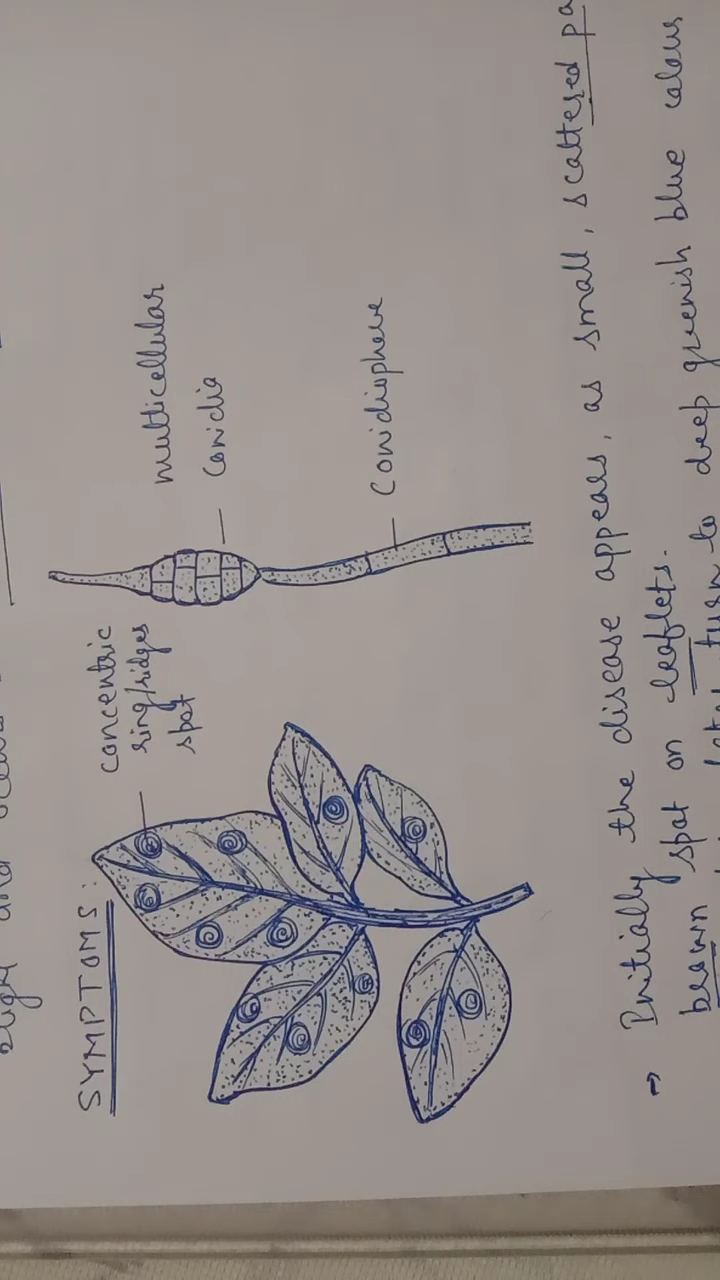 SYMPTOMS:
concentric
ring/ridges
spot
multicellular
conidia
conidiophore
→ Initially the disease appears, as small, scattered pa
brown spot on leaflets.
turn to deep greenish blue colour